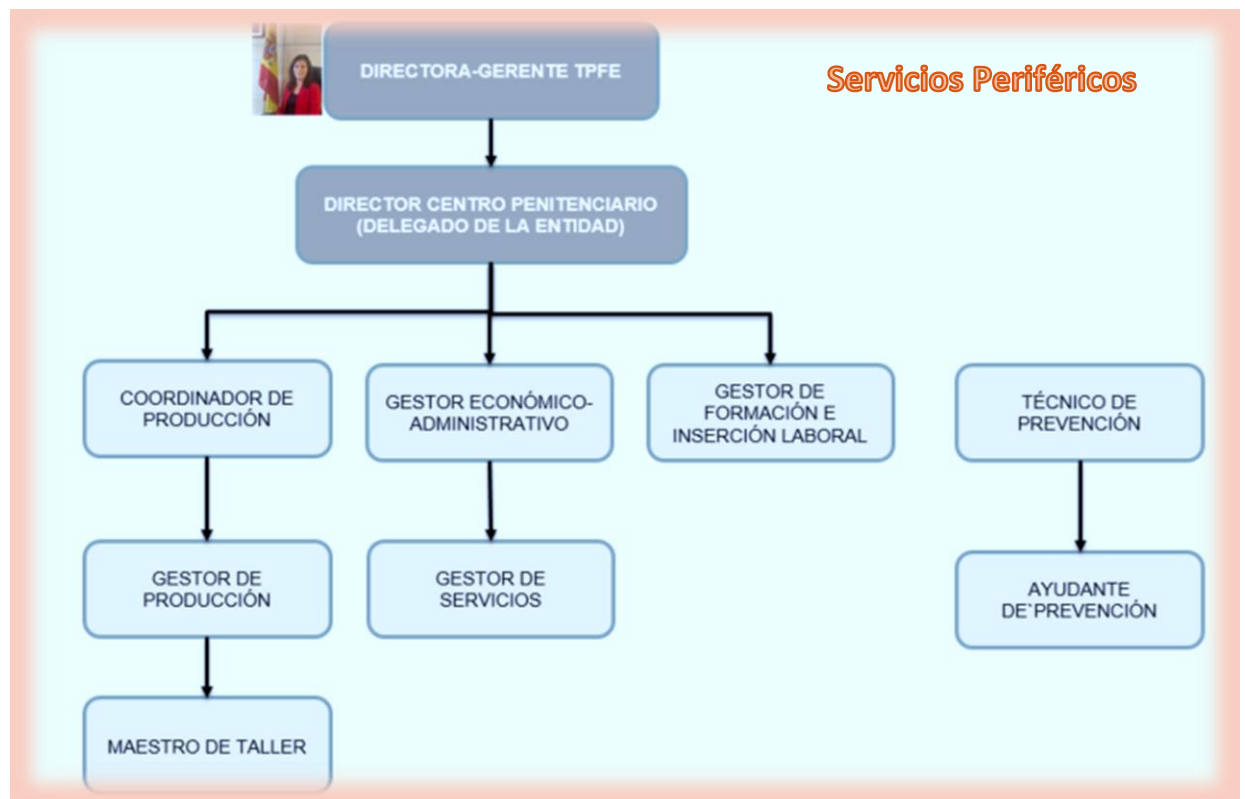 DIRECTORA-GERENTE TPFE
Servicios Periféricos
DIRECTOR CENTRO PENITENCIARIO
(DELEGADO DE LA ENTIDAD)
COORDINADOR DE
PRODUCCIÓN
GESTOR ECONÓMICO-
ADMINISTRATIVO
GESTOR DE
FORMACIÓN E
INSERCIÓN LABORAL
TÉCNICO DE
PREVENCIÓN
GESTOR DE
PRODUCCIÓN
GESTOR DE
SERVICIOS
AYUDANTE
DE PREVENCIÓN
MAESTRO DE TALLER